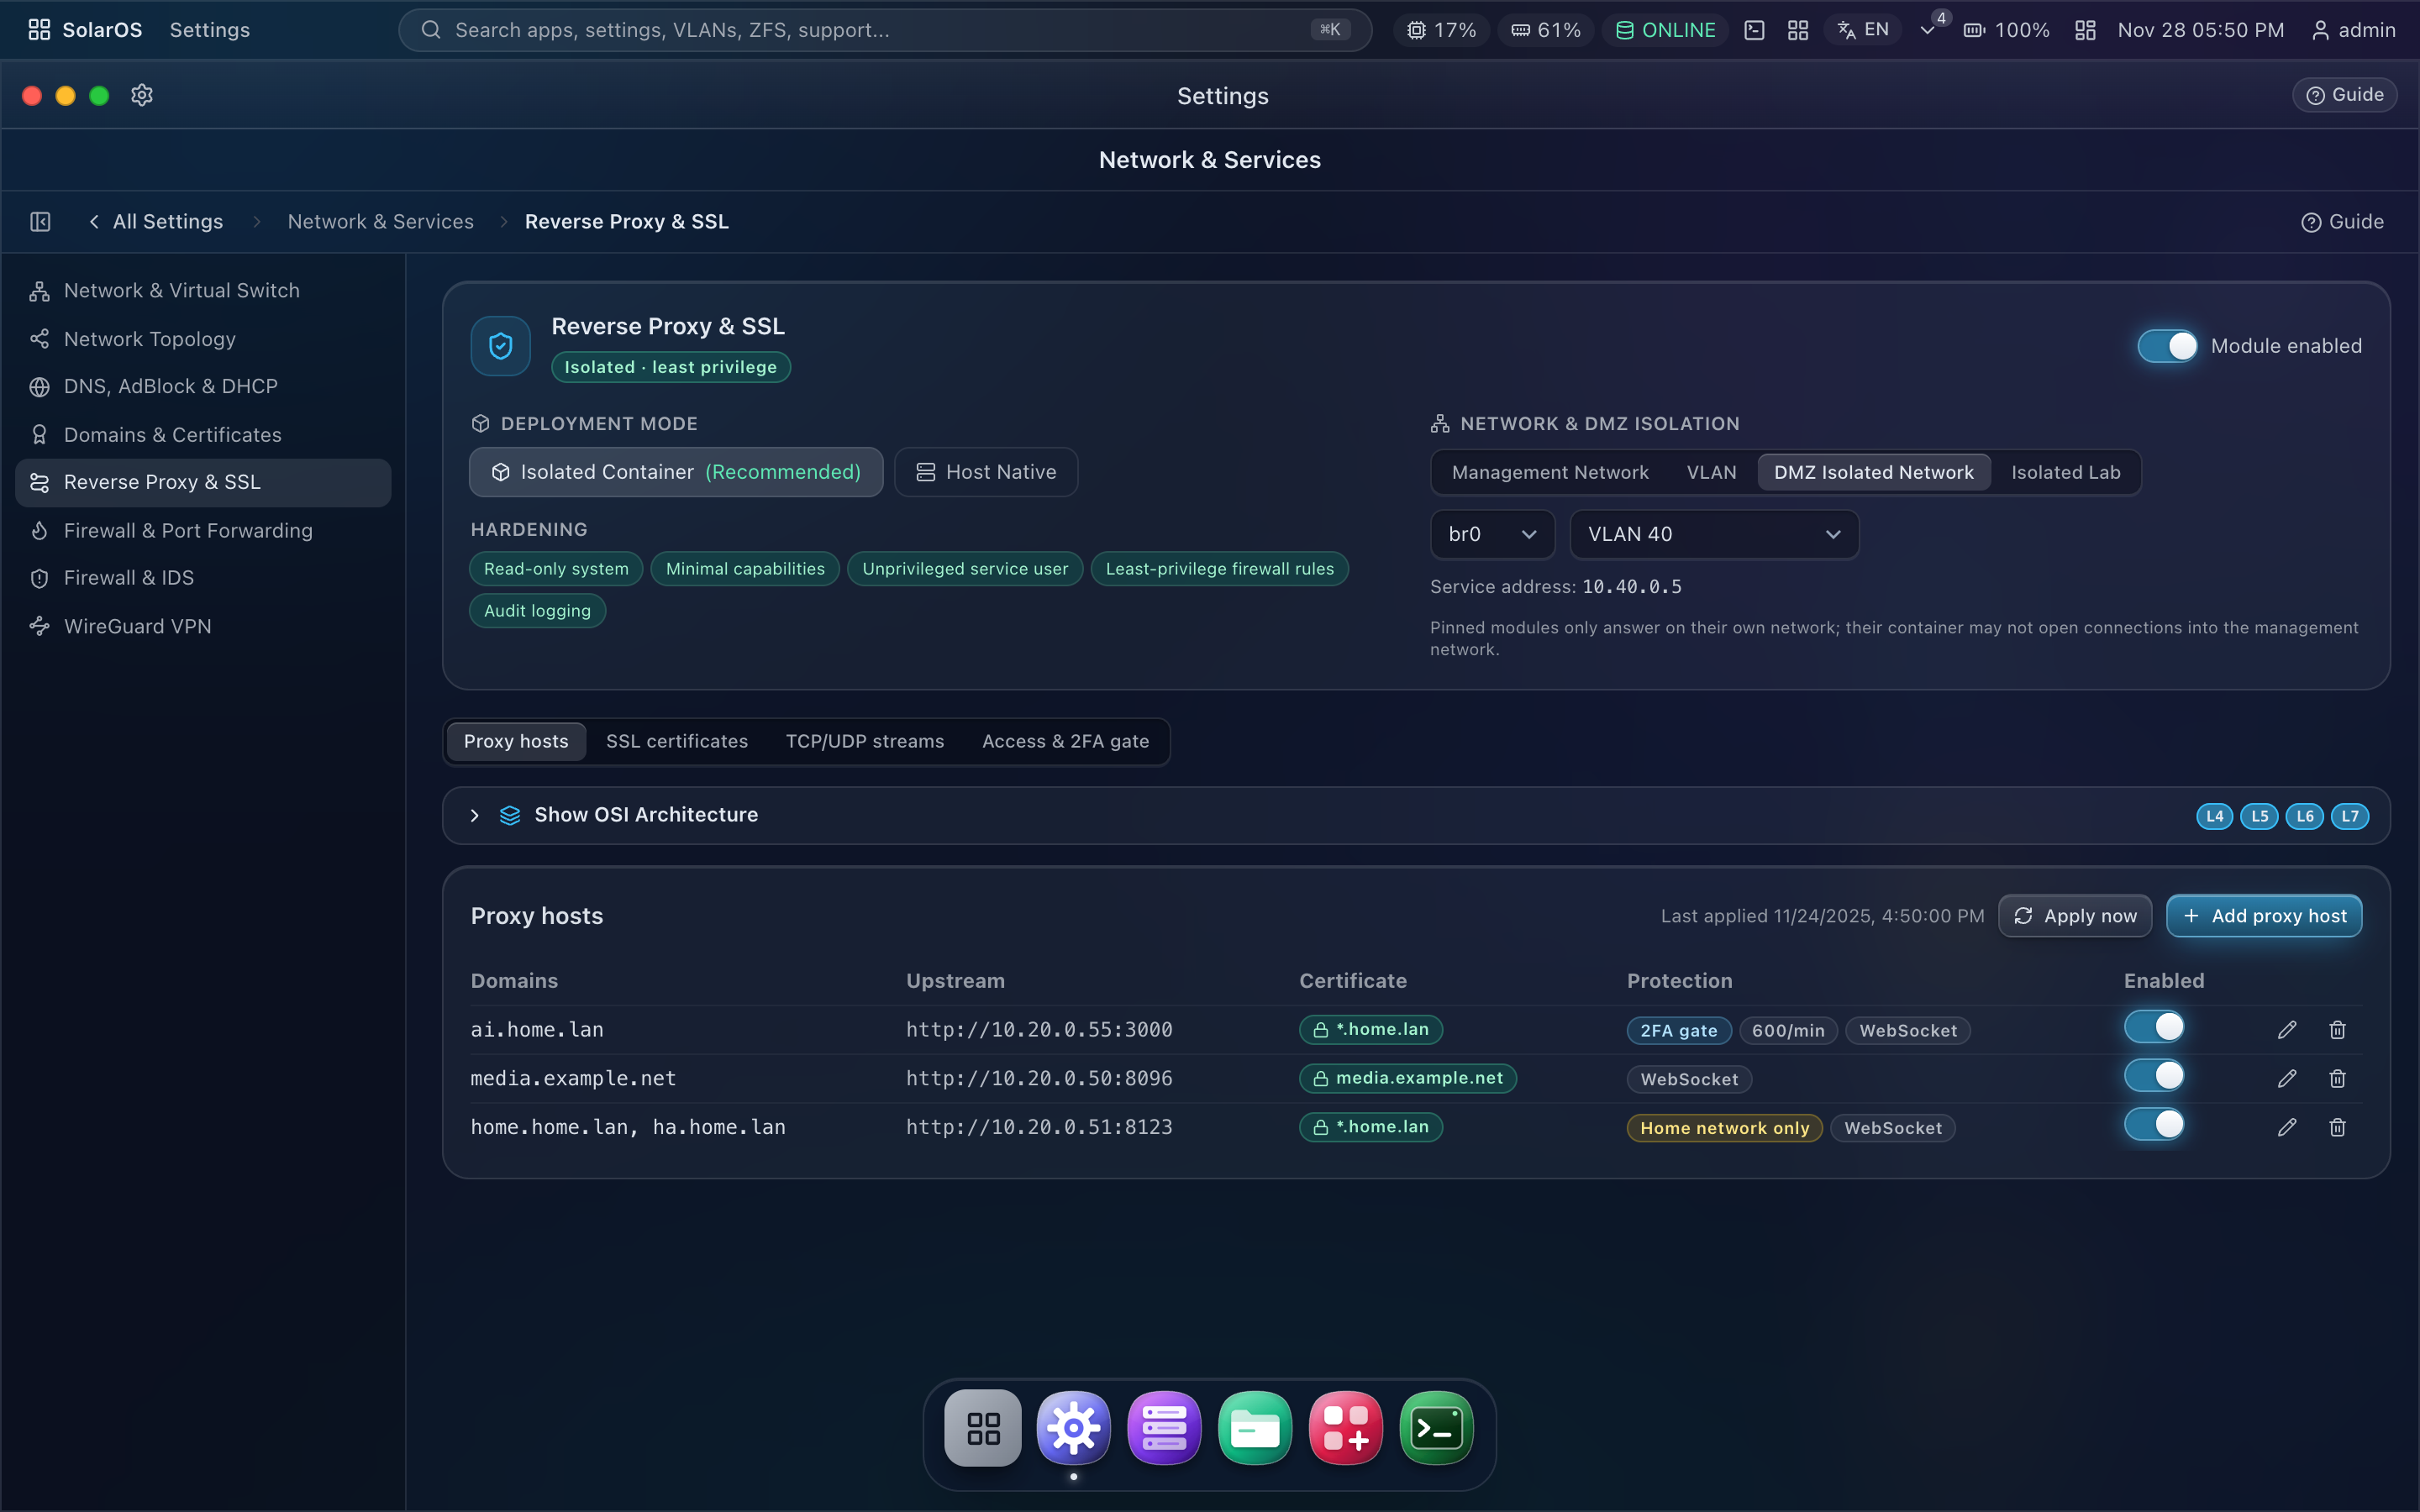 SolarOS Settings Search apps, settings, VLANs, ZFS, support... ⌘K 17% 61% ONLINE EN 4 100% Nov 28 05:50 PM admin
Settings Guide
Network & Services
All Settings Network & Services Reverse Proxy & SSL Guide
Network & Virtual Switch
Network Topology
DNS, AdBlock & DHCP
Domains & Certificates
Reverse Proxy & SSL
Firewall & Port Forwarding
Firewall & IDS
WireGuard VPN
Reverse Proxy & SSL
Isolated · least privilege
Module enabled
DEPLOYMENT MODE
Isolated Container (Recommended) Host Native
HARDENING
Read-only system Minimal capabilities Unprivileged service user Least-privilege firewall rules
Audit logging
NETWORK & DMZ ISOLATION
Management Network VLAN DMZ Isolated Network Isolated Lab
br0 VLAN 40
Service address: 10.40.0.5
Pinned modules only answer on their own network; their container may not open connections into the management
network.
Proxy hosts SSL certificates TCP/UDP streams Access & 2FA gate
Show OSI Architecture L4 L5 L6 L7
Proxy hosts Last applied 11/24/2025, 4:50:00 PM Apply now Add proxy host
Domains Upstream Certificate Protection Enabled
ai.home.lan http://10.20.0.55:3000 *.home.lan 2FA gate 600/min WebSocket
media.example.net http://10.20.0.50:8096 media.example.net WebSocket
home.home.lan, ha.home.lan http://10.20.0.51:8123 *.home.lan Home network only WebSocket